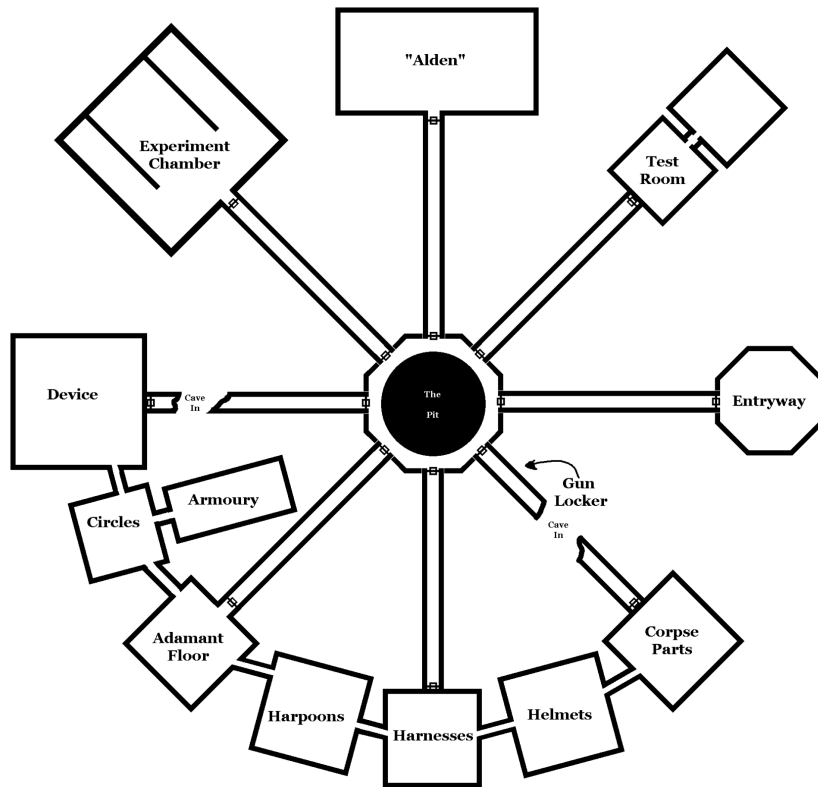 "Alden"
Experiment
Chamber
Test
Room
The
Pit
Device
Cave
In
Entryway
Gun
Locker
Cave
In
Armoury
Circles
Adamant
Floor
Corpse
Parts
Harpoons
Harnesses
Helmets